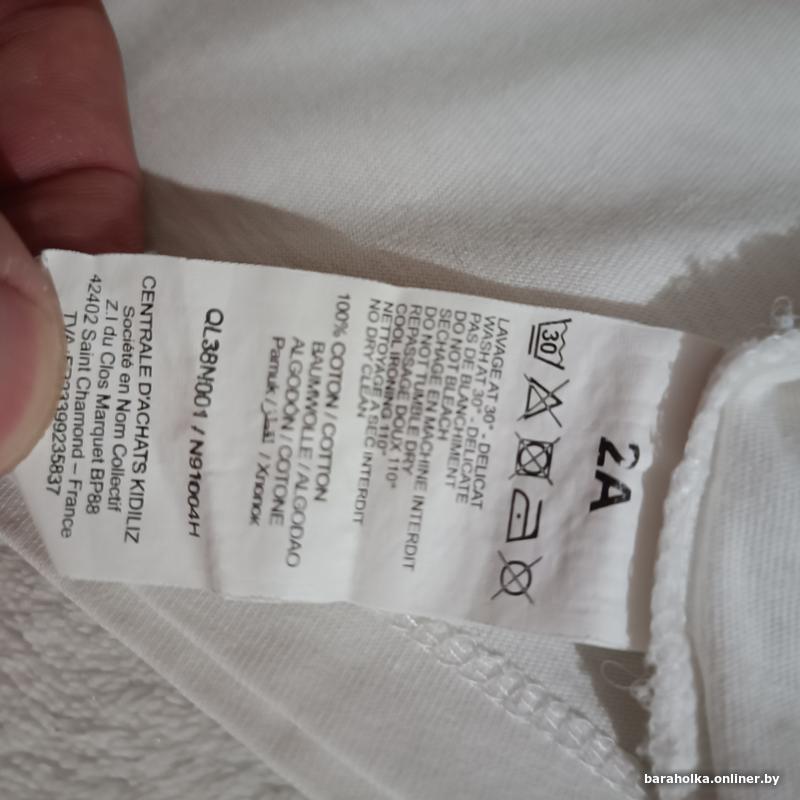 2A
30
LAVAGE AT 30° - DELICAT
WASH AT 30° - DELICATE
PAS DE BLANCHIMENT
DO NOT BLEACH
SECHAGE EN MACHINE INTERDIT
DO NOT TUMBLE DRY
REPASSAGE DOUX 110°
COOL IRONING 110°
NETTOYAGE A SEC INTERDIT
NO DRY CLEAN
100% COTON / COTTON
BAUMWOLLE / ALGODAO
ALGODON / COTONE
Pamuk / قطن / Хлопок
QL38N001 / N91004H
CENTRALE D'ACHATS KIDILIZ
Société en Nom Collectif
Z.I du Clos Marquet BP88
42402 Saint Chamond – France
baraholka.onliner.by